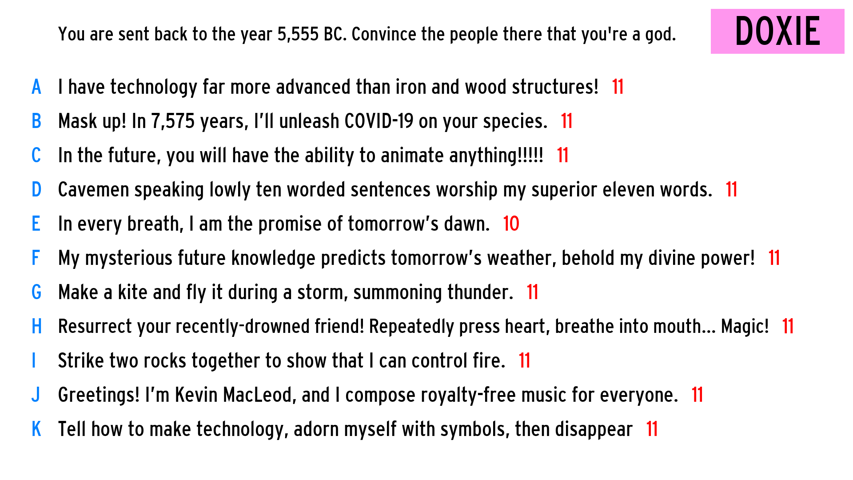 You are sent back to the year 5,555 BC. Convince the people there that you're a god.
DOXIE
A I have technology far more advanced than iron and wood structures! 11
B Mask up! In 7,575 years, I'll unleash COVID-19 on your species. 11
C In the future, you will have the ability to animate anything!!!!! 11
D Cavemen speaking lowly ten worded sentences worship my superior eleven words. 11
E In every breath, I am the promise of tomorrow's dawn. 10
F My mysterious future knowledge predicts tomorrow's weather, behold my divine power! 11
G Make a kite and fly it during a storm, summoning thunder. 11
H Resurrect your recently-drowned friend! Repeatedly press heart, breathe into mouth... Magic! 11
I Strike two rocks together to show that I can control fire. 11
J Greetings! I'm Kevin MacLeod, and I compose royalty-free music for everyone. 11
K Tell how to make technology, adorn myself with symbols, then disappear 11